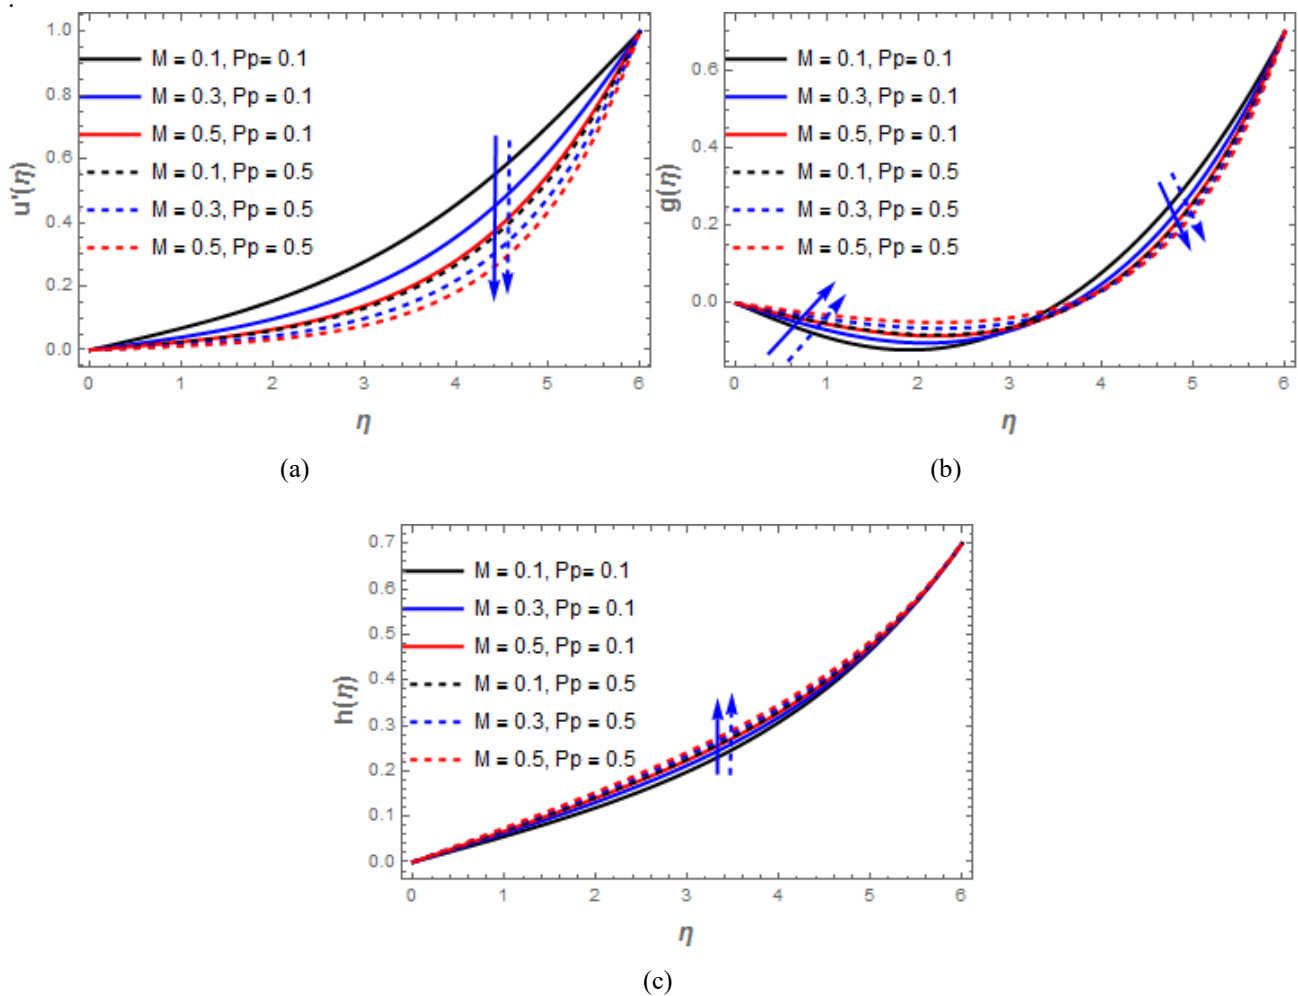 .
1.0
0.8
0.6
0.4
0.2
0.0
u'(η)
M = 0.1, Pp= 0.1
M = 0.3, Pp = 0.1
M = 0.5, Pp = 0.1
M = 0.1, Pp = 0.5
M = 0.3, Pp = 0.5
M = 0.5, Pp = 0.5
0 1 2 3 4 5 6
η
(a)
0.6
0.4
0.2
0.0
g(η)
M = 0.1, Pp= 0.1
M = 0.3, Pp = 0.1
M = 0.5, Pp = 0.1
M = 0.1, Pp = 0.5
M = 0.3, Pp = 0.5
M = 0.5, Pp = 0.5
0 1 2 3 4 5 6
η
(b)
0.7
0.6
0.5
0.4
0.3
0.2
0.1
0.0
h(η)
M = 0.1, Pp= 0.1
M = 0.3, Pp = 0.1
M = 0.5, Pp = 0.1
M = 0.1, Pp = 0.5
M = 0.3, Pp = 0.5
M = 0.5, Pp = 0.5
0 1 2 3 4 5 6
η
(c)